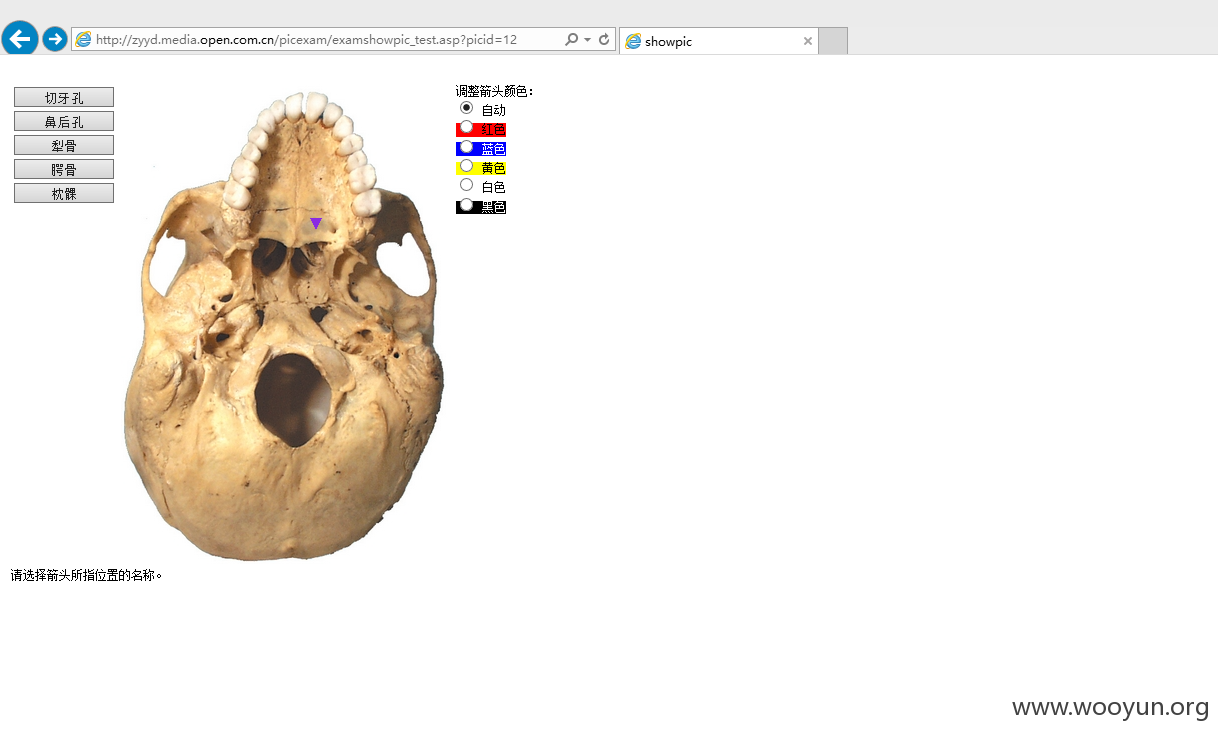 http://zyyd.media.open.com.cn/picexam/examshowpic_test.asp?picid=12
showpic
切牙孔
鼻后孔
犁骨
腭骨
枕髁
调整箭头颜色：
自动
红色
蓝色
黄色
白色
黑色
请选择箭头所指位置的名称。
www.wooyun.org